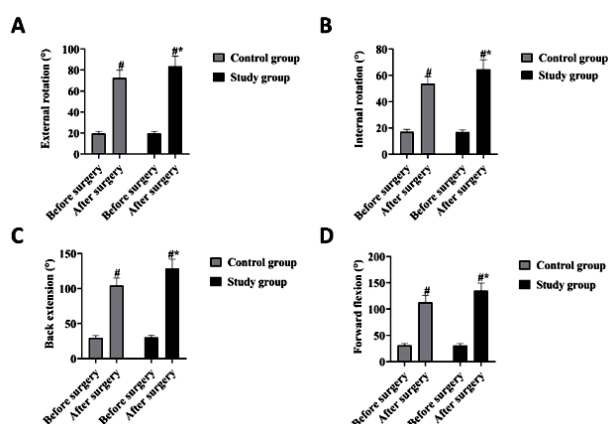 A
External rotation (°)
100
80
60
40
20
0
#
#*
Before surgery
After surgery
Before surgery
After surgery
Control group
Study group
B
Internal rotation (°)
80
60
40
20
0
#
#*
Before surgery
After surgery
Before surgery
After surgery
Control group
Study group
C
Back extension (°)
150
100
50
0
#
#*
Before surgery
After surgery
Before surgery
After surgery
Control group
Study group
D
Forward flexion (°)
200
150
100
50
0
#
#*
Before surgery
After surgery
Before surgery
After surgery
Control group
Study group